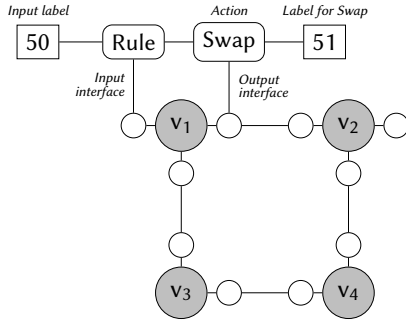 Input label
Action
Label for Swap
50
Rule
Swap
51
Input
interface
Output
interface
v1
v2
v3
v4